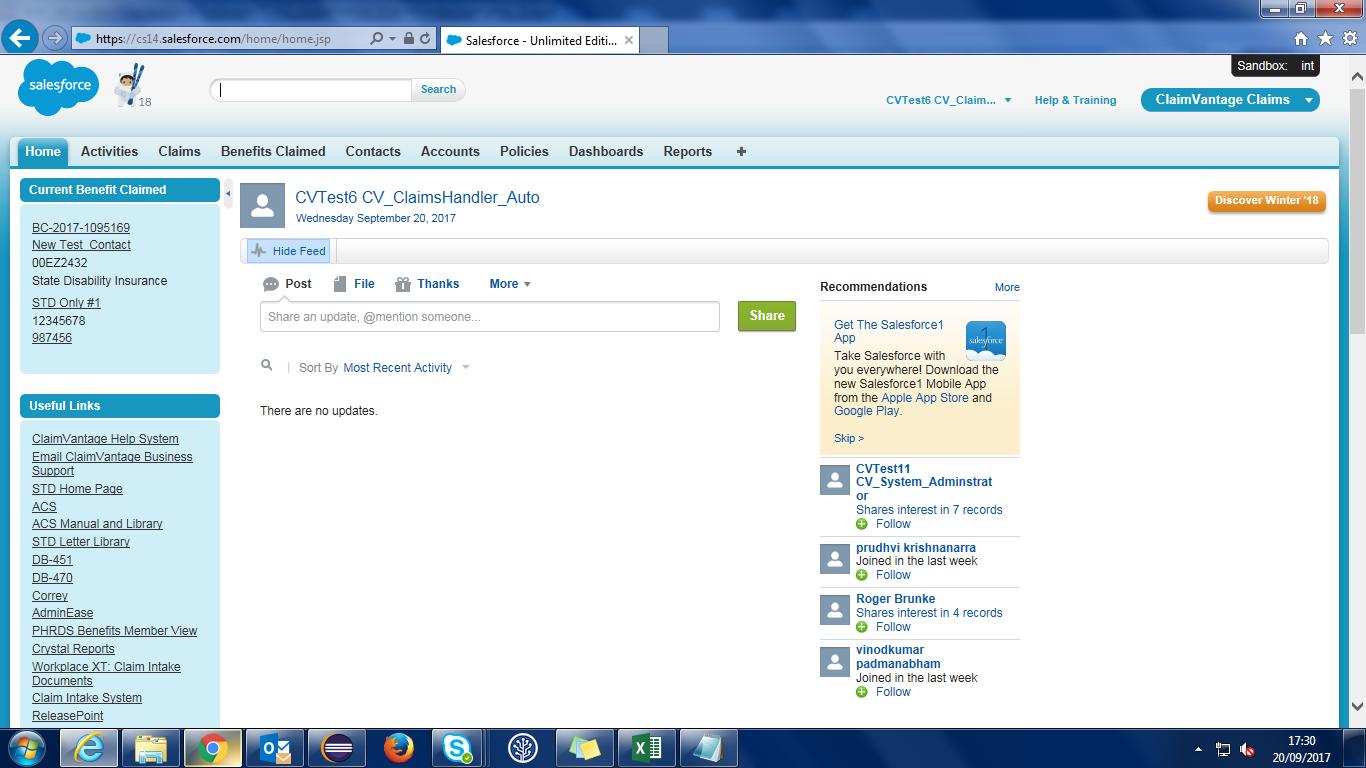 https://cs14.salesforce.com/home/home.jsp
Salesforce - Unlimited Editi...
Sandbox: int
salesforce
18
Search
CVTest6 CV_Claim...
Help & Training
ClaimVantage Claims
Home
Activities
Claims
Benefits Claimed
Contacts
Accounts
Policies
Dashboards
Reports
Current Benefit Claimed
BC-2017-1095169
New Test_Contact
00EZ2432
State Disability Insurance
STD Only #1
12345678
987456
Useful Links
ClaimVantage Help System
Email ClaimVantage Business
Support
STD Home Page
ACS
ACS Manual and Library
STD Letter Library
DB-451
DB-470
Correy
AdminEase
PHRDS Benefits Member View
Crystal Reports
Workplace XT: Claim Intake
Documents
Claim Intake System
ReleasePoint
CVTest6 CV_ClaimsHandler_Auto
Wednesday September 20, 2017
Discover Winter '18
Hide Feed
Post
File
Thanks
More
Share an update, @mention someone...
Share
Sort By Most Recent Activity
There are no updates.
Recommendations
More
Get The Salesforce1
App
salesforce
1
Take Salesforce with
you everywhere! Download the
new Salesforce1 Mobile App
from the Apple App Store and
Google Play.
Skip >
CVTest11
CV_System_Adminstrat
or
Shares interest in 7 records
Follow
prudhvi krishnanarra
Joined in the last week
Follow
Roger Brunke
Shares interest in 4 records
Follow
vinodkumar
padmanabham
Joined in the last week
Follow
17:30
20/09/2017